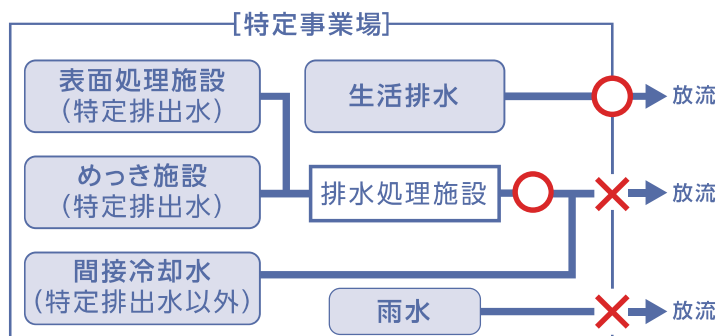 [特定事業場]
表面処理施設
(特定排出水)
生活排水
放流
めっき施設
(特定排出水)
排水処理施設
放流
間接冷却水
(特定排出水以外)
雨水
放流